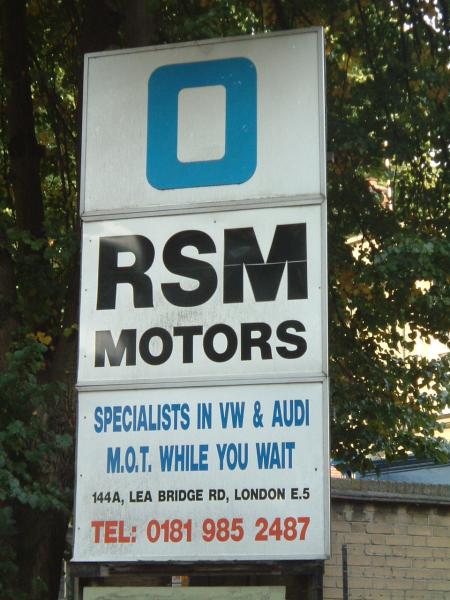 O
RSM
MOTORS
SPECIALISTS IN VW & AUDI
M.O.T. WHILE YOU WAIT
144A, LEA BRIDGE RD, LONDON E.5
TEL: 0181 985 2487